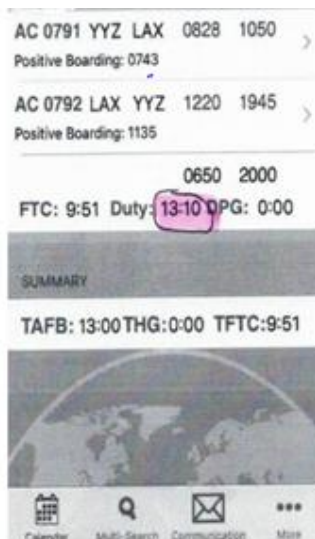 AC 0791 YYZ LAX 0828 1050
Positive Boarding: 0743
AC 0792 LAX YYZ 1220 1945
Positive Boarding: 1135
0650 2000
FTC: 9:51 Duty: 13:10 DPG: 0:00
SUMMARY
TAFB: 13:00 THG:0:00 TFTC:9:51
Calendar Multi-Search Communication More